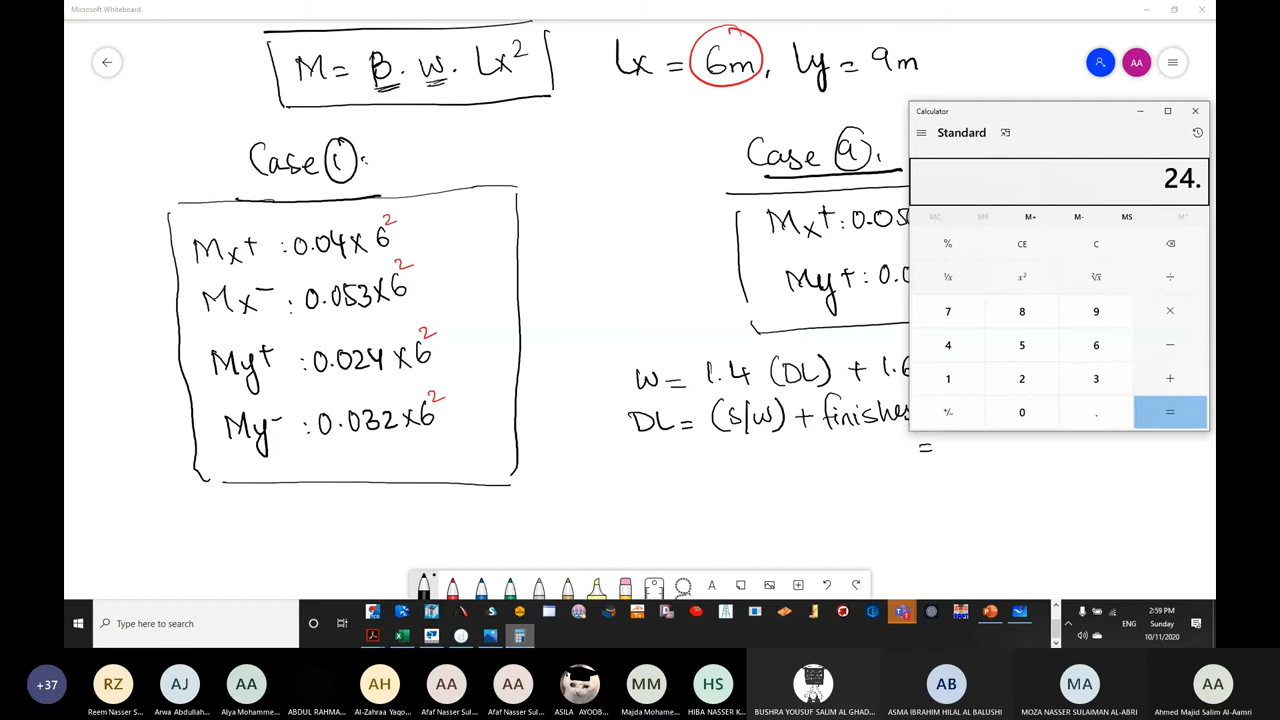 Microsoft Whiteboard
M = β . w . Lx²
Lx = 6m, ly = 9m
AA
Case (1):
Mx+ : 0.04 x 6²
Mx- : 0.053 x 6²
My+ : 0.024 x 6²
My- : 0.032 x 6²
Case (9).
Mx+ : 0.05
My+ : 0.0
W = 1.4 (DL) + 1.6
DL = (s/w) + finishes
=
Calculator
Standard
24.
MC MR M+ M- MS M˅
% CE C
¹/x x² ²√x ÷
7 8 9 ×
4 5 6 −
1 2 3 +
+/− 0 . =
A
Type here to search
2:59 PM
ENG Sunday
10/11/2020
+37 RZ AJ AA AH AA AA MM HS AB MA AA
Reem Nasser S... Arwa Abdullah... Alya Mohamme... ABDUL RAHMA... Al-Zahraa Yaqo... Afaf Nasser Sul... Afaf Nasser Sul... ASILA AYOOB... Majda Mohame... HIBA NASSER K... BUSHRA YOUSUF SALIM AL GHAD... ASMA IBRAHIM HILAL AL BALUSHI MOZA NASSER SULAIMAN AL-ABRI Ahmed Majid Salim Al-Aamri